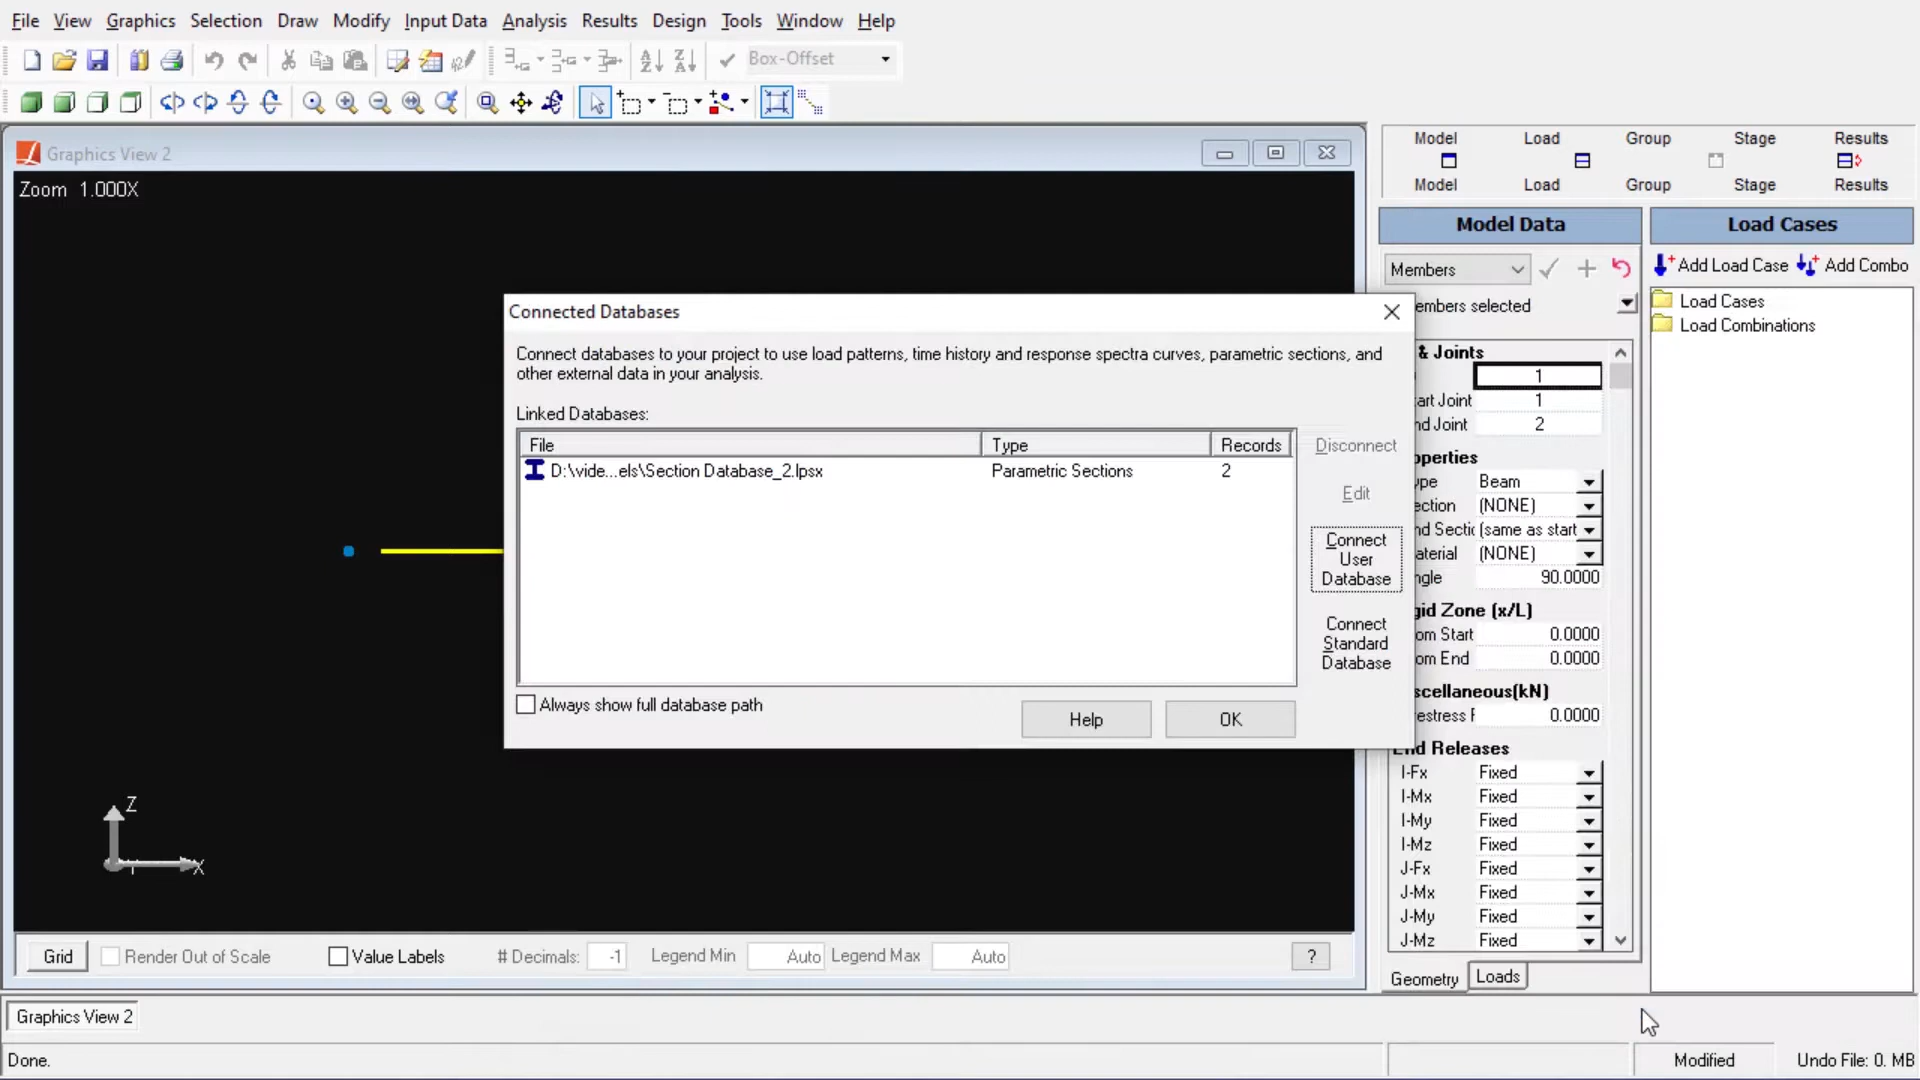 File View Graphics Selection Draw Modify Input Data Analysis Results Design Tools Window Help
Box-Offset
Graphics View 2
Zoom 1.000X
Z
X
Grid Render Out of Scale Value Labels # Decimals: -1 Legend Min Auto Legend Max Auto ?
Connected Databases
Connect databases to your project to use load patterns, time history and response spectra curves, parametric sections, and
other external data in your analysis.
Linked Databases:
File Type Records
D:\vide...els\Section Database_2.lpsx Parametric Sections 2
Disconnect
Edit
Connect
User
Database
Connect
Standard
Database
Always show full database path
Help OK
Model Load Group Stage Results
Model Load Group Stage Results
Model Data
Members
embers selected
& Joints
1
art Joint 1
nd Joint 2
operties
ype Beam
ection (NONE)
nd Sectic (same as start
aterial (NONE)
ngle 90.0000
gid Zone (x/L)
om Start 0.0000
om End 0.0000
scellaneous(kN)
estress F 0.0000
End Releases
I-Fx Fixed
I-Mx Fixed
I-My Fixed
I-Mz Fixed
J-Fx Fixed
J-Mx Fixed
J-My Fixed
J-Mz Fixed
Geometry Loads
Load Cases
Add Load Case Add Combo
Load Cases
Load Combinations
Graphics View 2
Done.
Modified Undo File: 0. MB